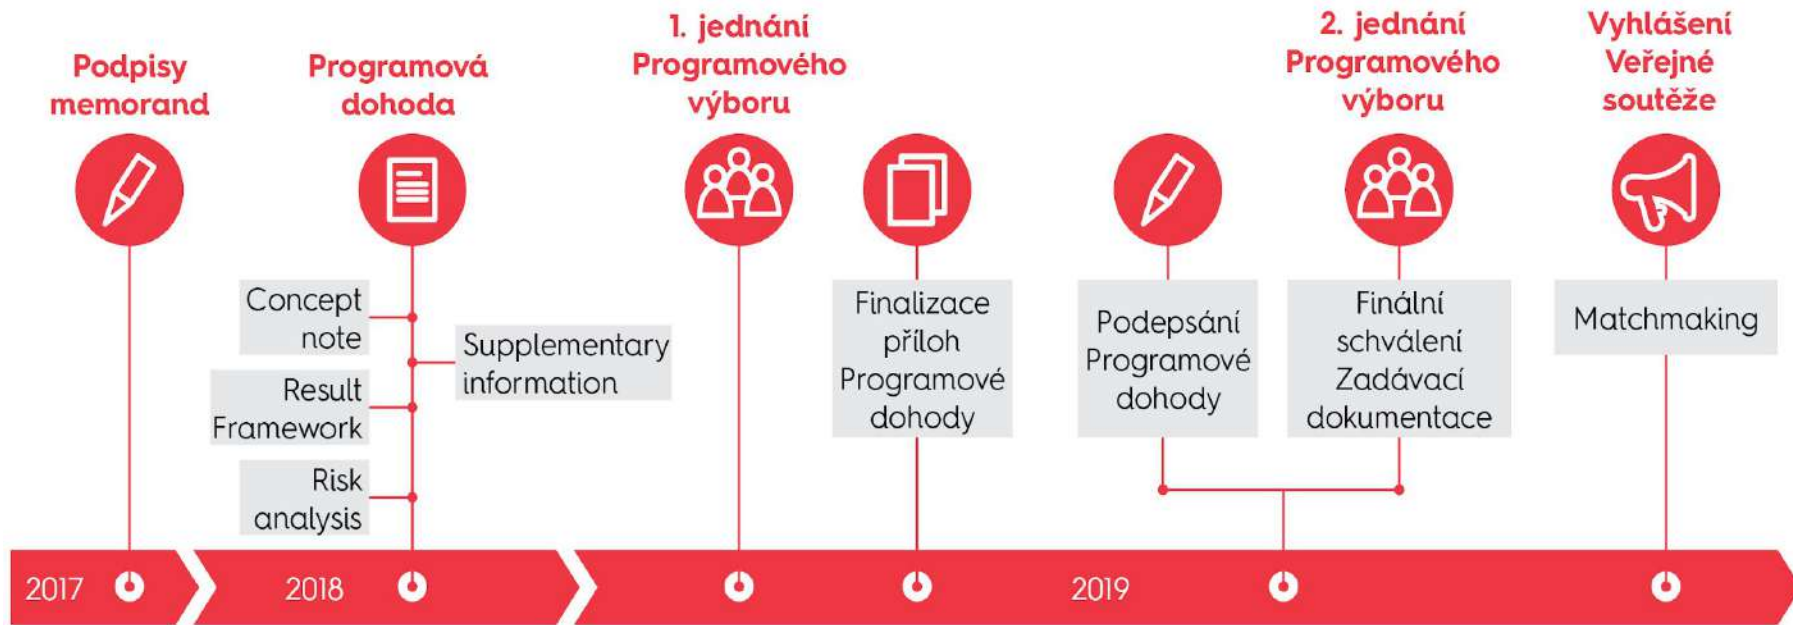 Podpisy
memorand
Programová
dohoda
1. jednání
Programového
výboru
2. jednání
Programového
výboru
Vyhlášení
Veřejné
soutěže
Concept
note
Supplementary
information
Result
Framework
Risk
analysis
Finalizace
příloh
Programové
dohody
Podepsání
Programové
dohody
Finální
schválení
Zadávací
dokumentace
Matchmaking
2017
2018
2019